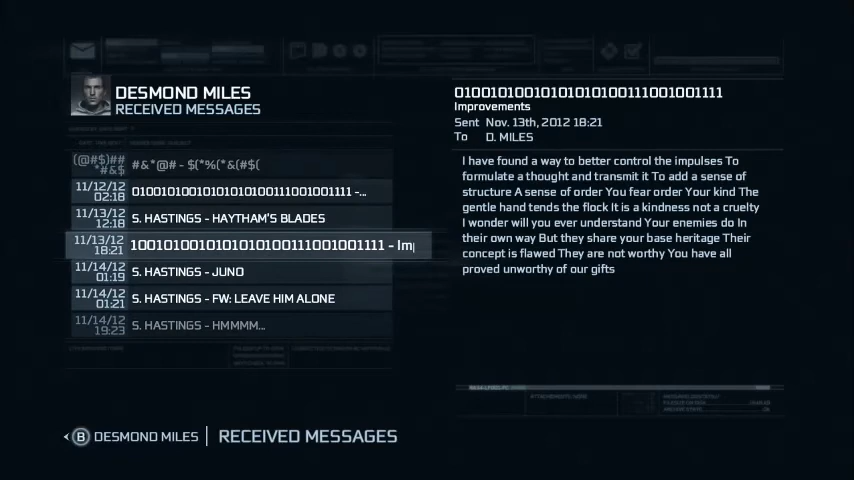 DESMOND MILES
RECEIVED MESSAGES
(@#$)##
*#&$
#&*@# - $(*%(*&(#$(
11/12/12
02:18
0100101001010101010011100100111 1 -...
11/13/12
12:18
S. HASTINGS - HAYTHAM'S BLADES
11/13/12
18:21
1001010010101010100111001001111 - Im
11/14/12
01:19
S. HASTINGS - JUNO
11/14/12
01:21
S. HASTINGS - FW: LEAVE HIM ALONE
11/14/12
19:23
S. HASTINGS - HMMMM...
01001010010101010100111001001111
Improvements
Sent Nov. 13th, 2012 18:21
To D. MILES
I have found a way to better control the impulses To
formulate a thought and transmit it To add a sense of
structure A sense of order You fear order Your kind The
gentle hand tends the flock It is a kindness not a cruelty
I wonder will you ever understand Your enemies do In
their own way But they share your base heritage Their
concept is flawed They are not worthy You have all
proved unworthy of our gifts
B DESMOND MILES | RECEIVED MESSAGES